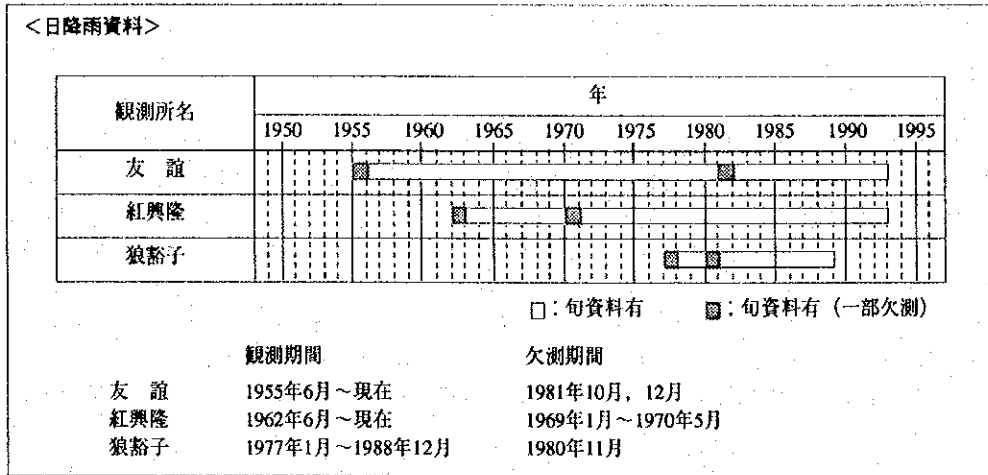 <日降雨資料>
観測所名
年
1950 1955 1960 1965 1970 1975 1980 1985 1990 1995
友 誼
紅興隆
狼豁子
□:旬資料有 ▩:旬資料有(一部欠測)
観測期間 欠測期間
友 誼 1955年6月~現在 1981年10月,12月
紅興隆 1962年6月~現在 1969年1月~1970年5月
狼豁子 1977年1月~1988年12月 1980年11月